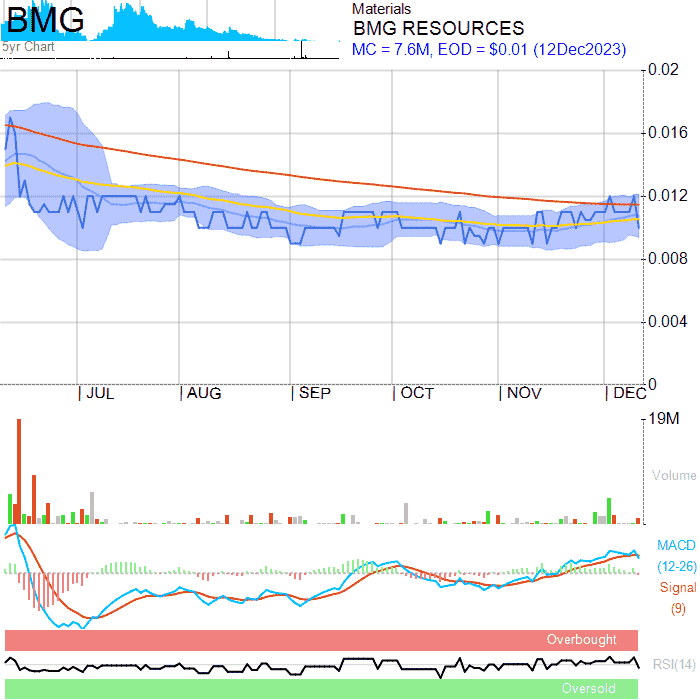 BMG
5yr Chart
Materials
BMG RESOURCES
MC = 7.6M, EOD = $0.01 (12Dec2023)
0.02
0.016
0.012
0.008
0.004
0
| JUL | AUG | SEP | OCT | NOV | DEC
19M
Volume
MACD
(12-26)
Signal
(9)
Overbought
RSI(14)
Oversold